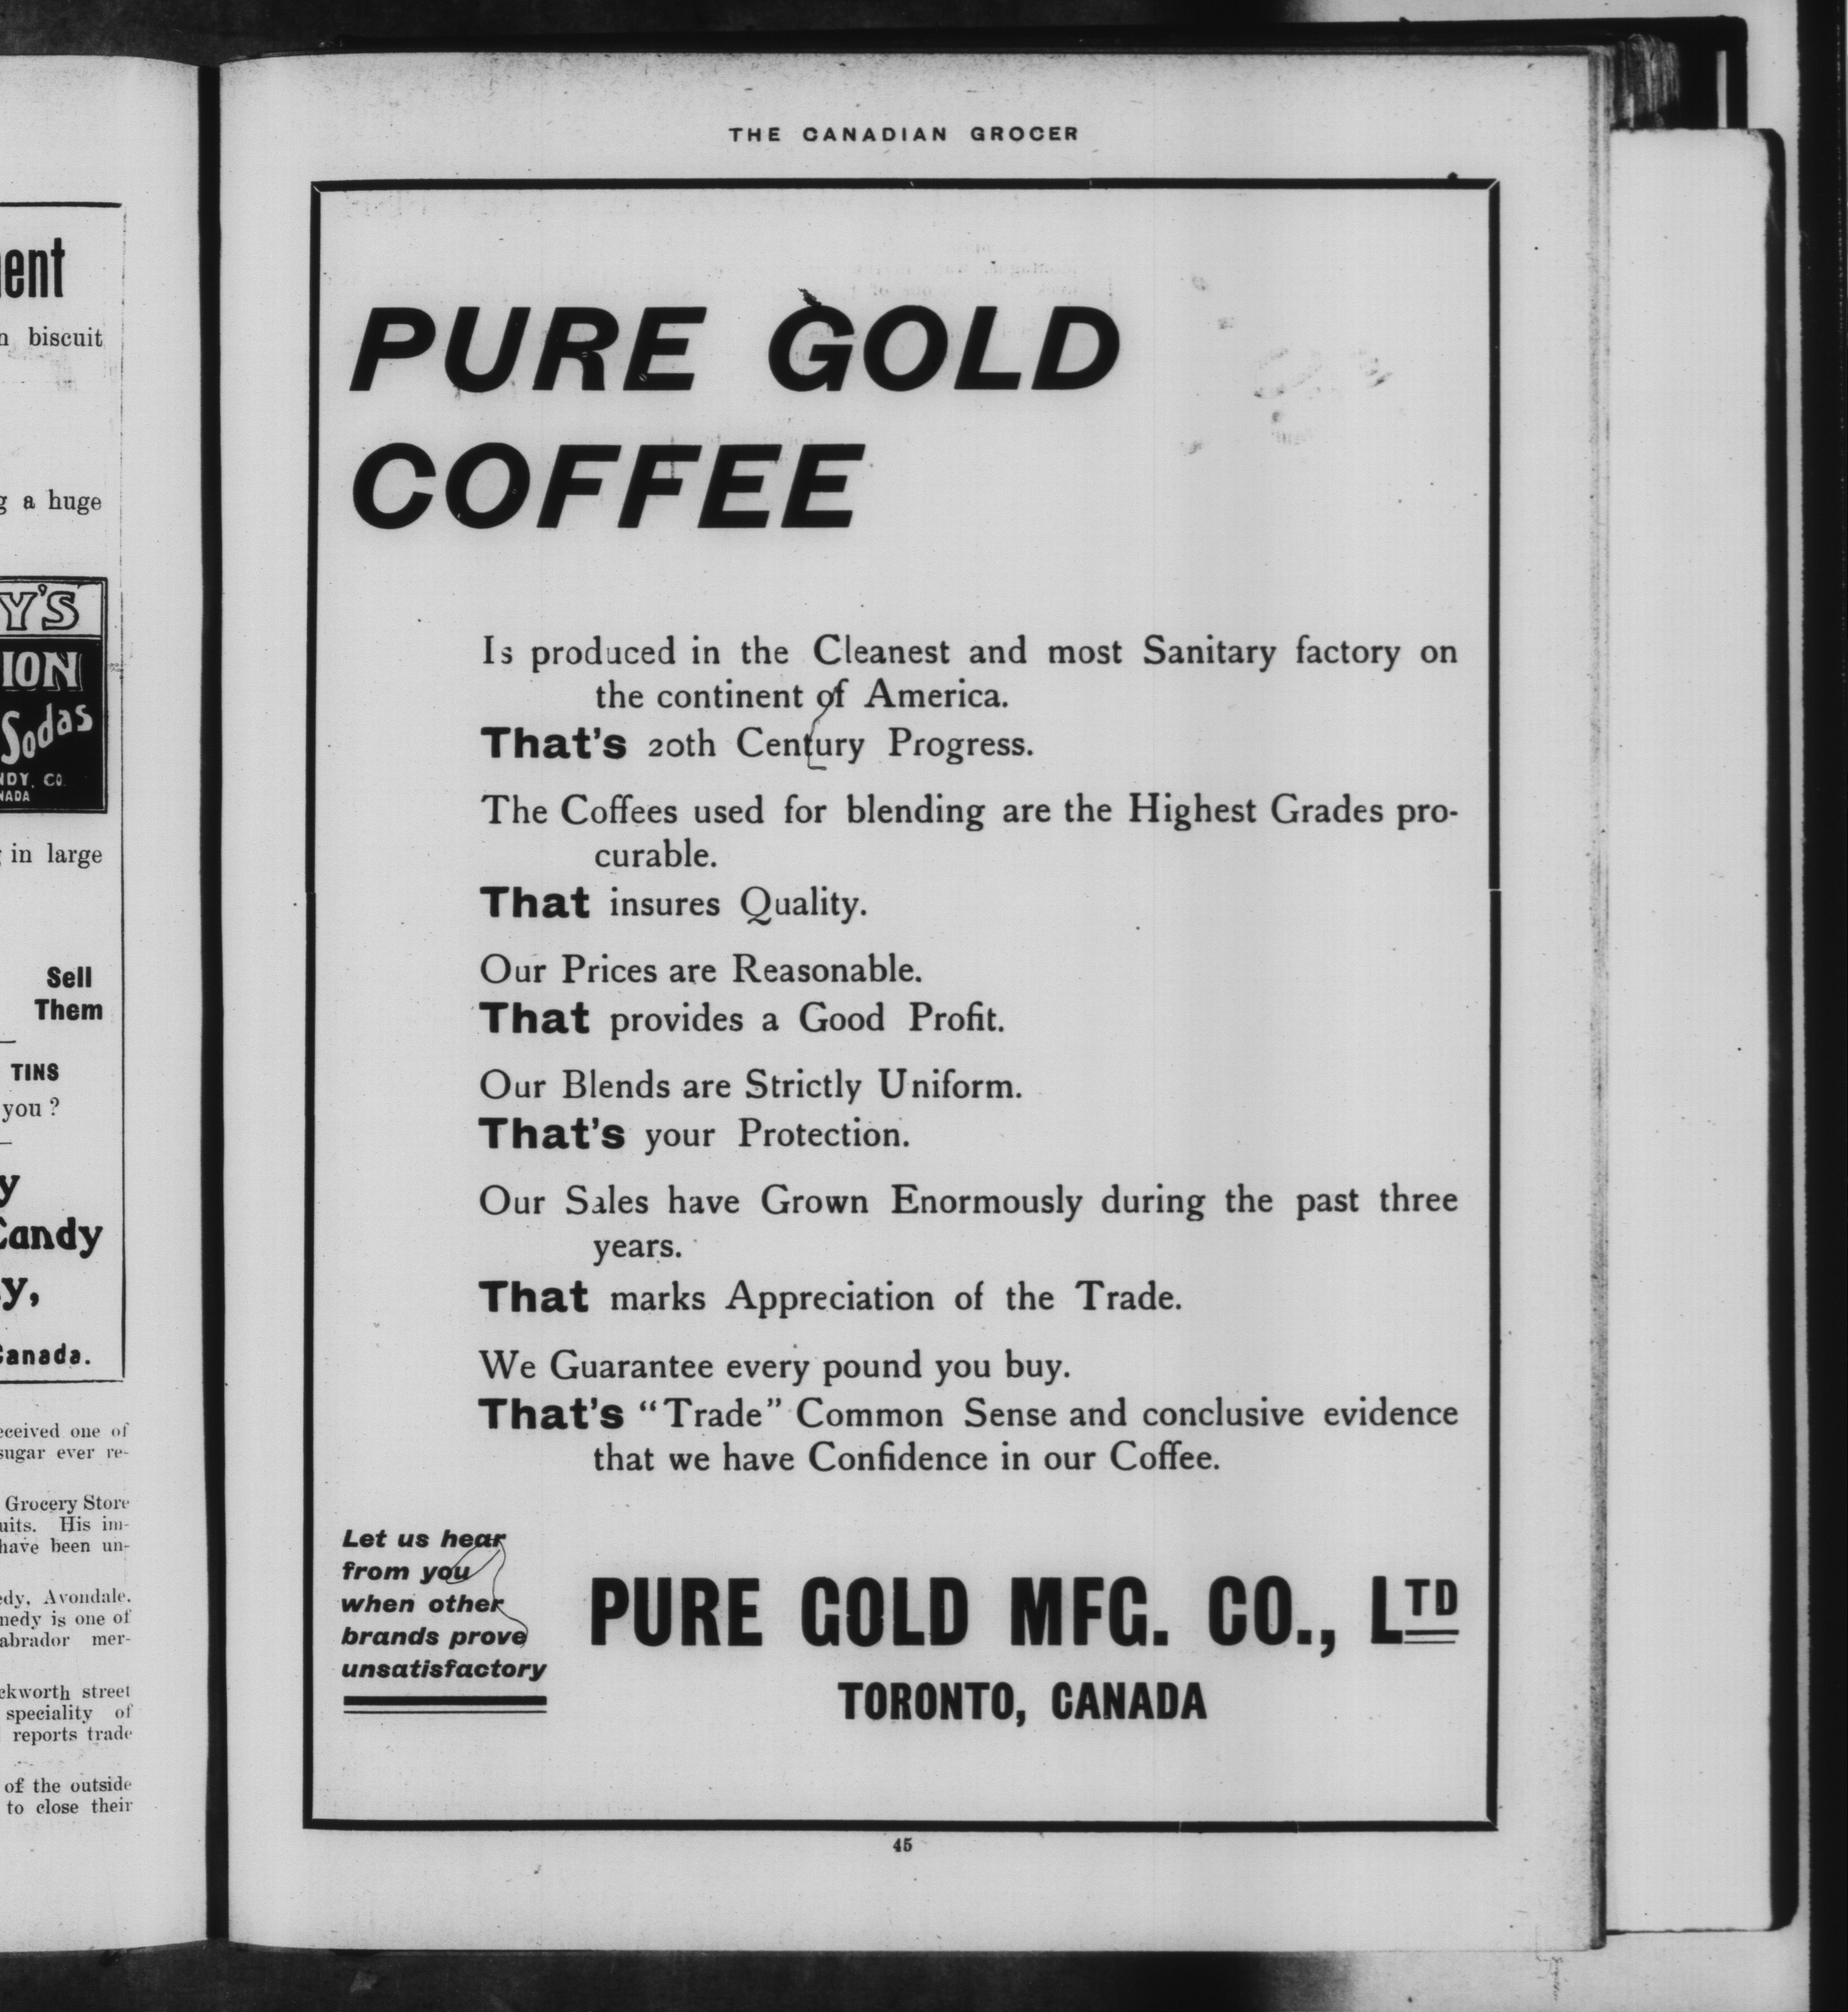 ent
biscuit
a huge
Y'S
ION
Sodas
NDY. CO.
NADA
in large
Sell
Them
TINS
you ?
y
Candy
y,
Canada.
eceived one of
sugar ever re-
Grocery Store
uits. His im-
have been un-
edy, Avondale.
nedy is one of
abrador mer-
ckworth street
speciality of
reports trade
of the outside
to close their
THE CANADIAN GROCER
PURE GOLD
COFFEE
Is produced in the Cleanest and most Sanitary factory on
the continent of America.
That's 20th Century Progress.
The Coffees used for blending are the Highest Grades pro-
curable.
That insures Quality.
Our Prices are Reasonable.
That provides a Good Profit.
Our Blends are Strictly Uniform.
That's your Protection.
Our Sales have Grown Enormously during the past three
years.
That marks Appreciation of the Trade.
We Guarantee every pound you buy.
That's "Trade" Common Sense and conclusive evidence
that we have Confidence in our Coffee.
Let us hear
from you
when other
brands prove
unsatisfactory
PURE GOLD MFG. CO., LTD
TORONTO, CANADA
45